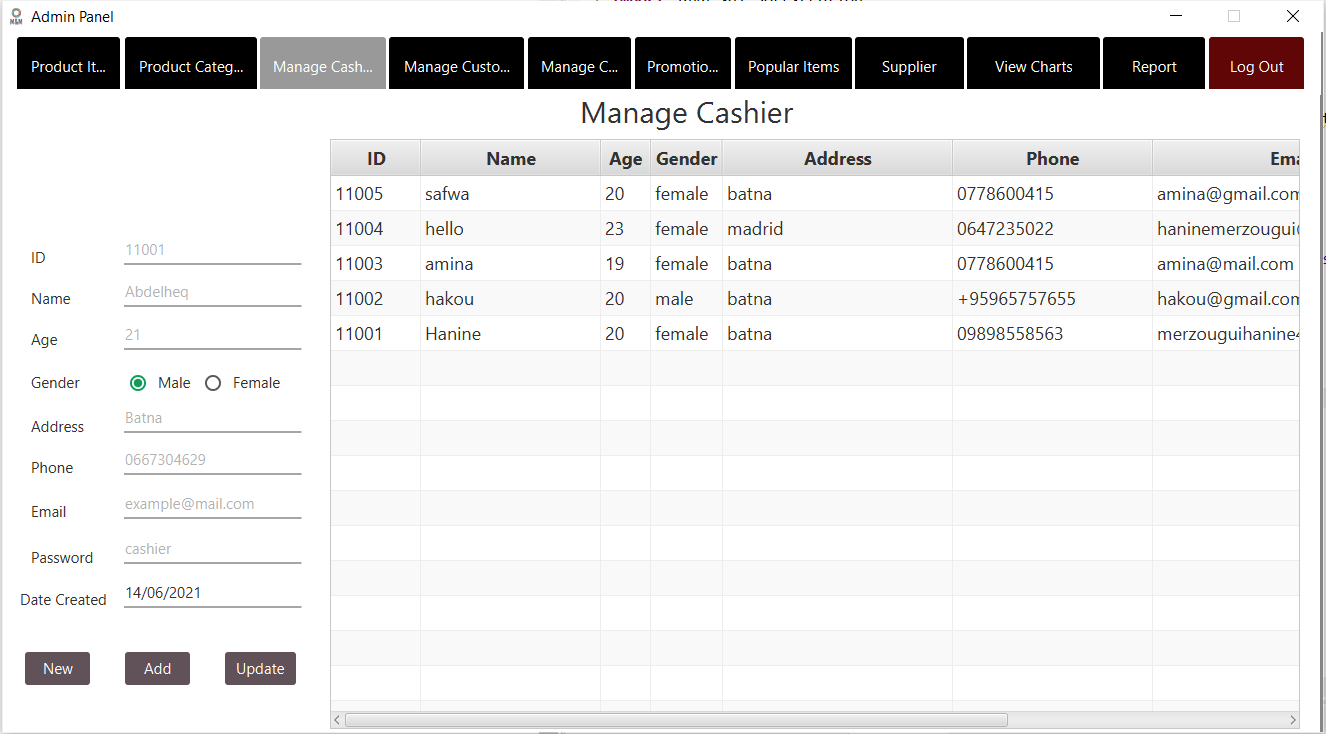 Admin Panel
Product It... Product Categ... Manage Cash... Manage Custo... Manage C... Promotio... Popular Items Supplier View Charts Report Log Out
Manage Cashier
ID Name Age Gender Address Phone Ema
11005 safwa 20 female batna 0778600415 amina@gmail.com
11004 hello 23 female madrid 0647235022 haninemerzougui
11003 amina 19 female batna 0778600415 amina@mail.com
11002 hakou 20 male batna +95965757655 hakou@gmail.com
11001 Hanine 20 female batna 09898558563 merzouguihanine4
ID 11001
Name Abdelheq
Age 21
Gender Male Female
Address Batna
Phone 0667304629
Email example@mail.com
Password cashier
Date Created 14/06/2021
New Add Update